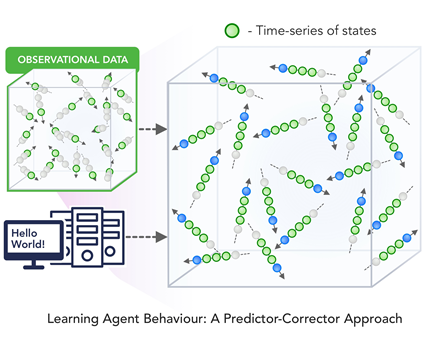 - Time-series of states
OBSERVATIONAL DATA
Hello
World!
Learning Agent Behaviour: A Predictor-Corrector Approach